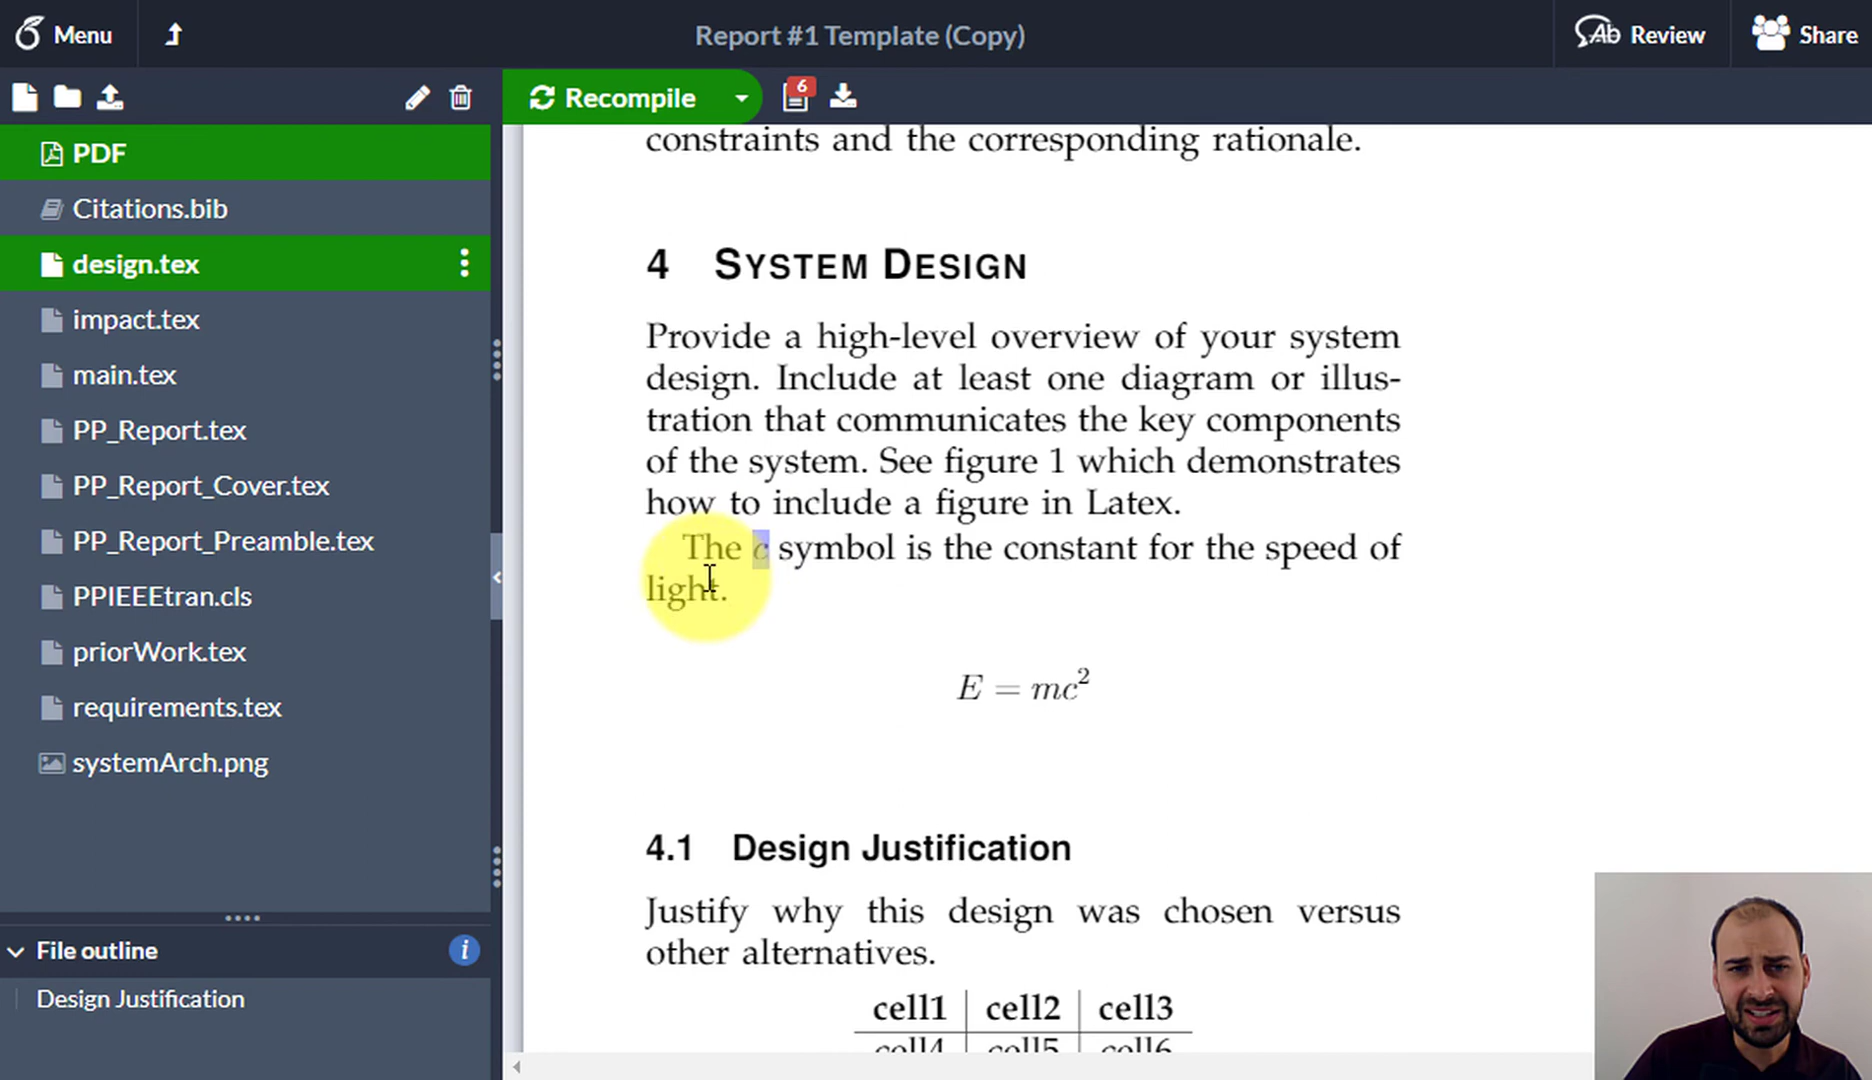 Menu
Report #1 Template (Copy)
Review
Share
Recompile
6
PDF
Citations.bib
design.tex
impact.tex
main.tex
PP_Report.tex
PP_Report_Cover.tex
PP_Report_Preamble.tex
PPIEEEtran.cls
priorWork.tex
requirements.tex
systemArch.png
File outline
Design Justification
constraints and the corresponding rationale.
4 SYSTEM DESIGN
Provide a high-level overview of your system
design. Include at least one diagram or illus-
tration that communicates the key components
of the system. See figure 1 which demonstrates
how to include a figure in Latex.
The c symbol is the constant for the speed of
light.
E = mc²
4.1 Design Justification
Justify why this design was chosen versus
other alternatives.
cell1 cell2 cell3
cell4 cell5 cell6